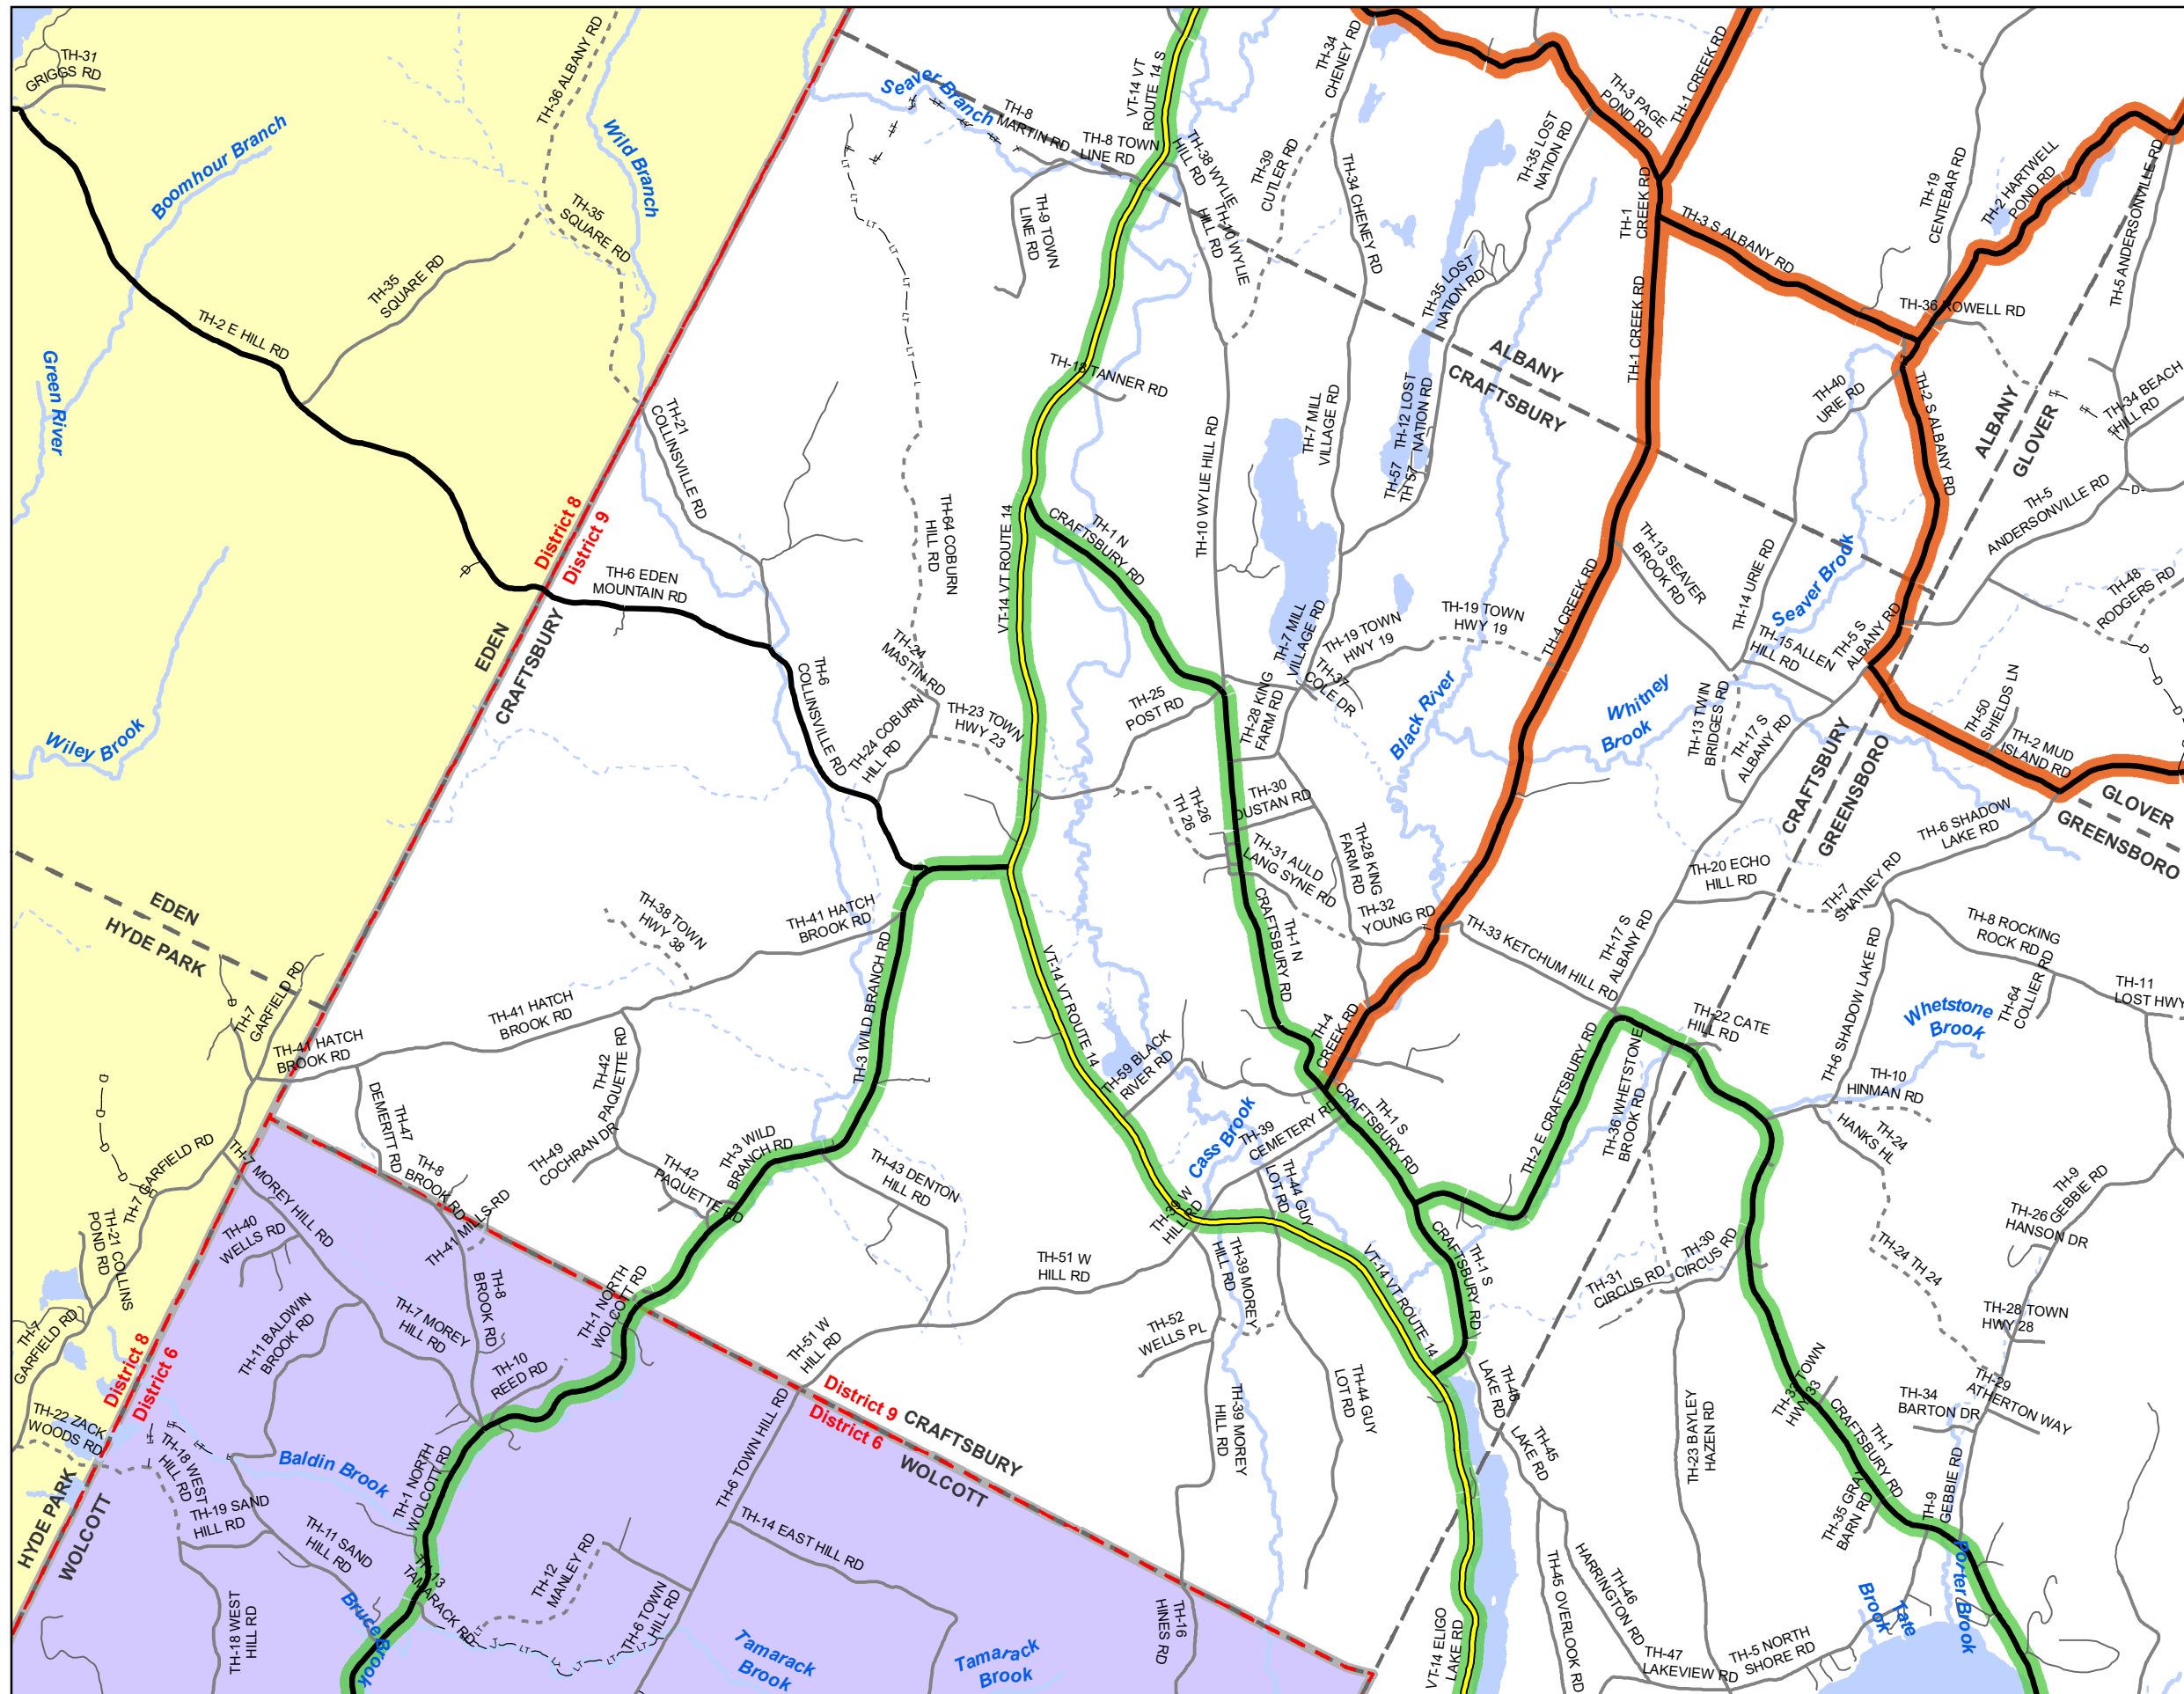 TH-31
GRIGGS RD
TH-36 ALBANY RD
Boomhour Branch
Wild Branch
TH-35
SQUARE RD
TH-35
SQUARE RD
TH-2 E HILL RD
Green River
Wiley Brook
Seaver Branch
TH-8
MARTIN RD
TH-8 TOWN
LINE RD
TH-9 TOWN
LINE RD
VT-14 VT
ROUTE 14 S
TH-38 WYLIE
HILL RD
TH-10 WYLIE
HILL RD
TH-39
CUTLER RD
TH-34
CHENEY RD
TH-34 CHENEY RD
TH-35 LOST
NATION RD
TH-35 LOST
NATION RD
TH-3 PAGE
POND RD
TH-1 CREEK RD
TH-1
CREEK RD
TH-1 CREEK RD
TH-3 S ALBANY RD
TH-19
CENTEBAR RD
TH-2 HARTWELL
POND RD
TH-5 ANDERSONVILLE RD
TH-36 ROWELL RD
TH-34 BEACH
HILL RD
TH-40
URIE RD
TH-2 S ALBANY RD
ALBANY
GLOVER
ALBANY
CRAFTSBURY
TH-18 TANNER RD
TH-21
COLLINSVILLE RD
TH-64 COBURN
HILL RD
VT-14 VT ROUTE 14
TH-1 N
CRAFTSBURY RD
TH-10 WYLIE HILL RD
TH-7 MILL
VILLAGE RD
TH-12 LOST
NATION RD
TH-57
TH 57
TH-5
ANDERSONVILLE RD
TH-48
RODGERS RD
D
District 8
District 9
EDEN
CRAFTSBURY
TH-6 EDEN
MOUNTAIN RD
TH-6
COLLINSVILLE RD
TH-24
MASTIN RD
TH-24 COBURN
HILL RD
TH-23 TOWN
HWY 23
TH-25
POST RD
TH-28 KING
FARM RD
TH-7 MILL
VILLAGE RD
TH-19 TOWN
HWY 19
TH-37
COLE DR
TH-19 TOWN
HWY 19
TH-4 CREEK RD
TH-13 SEAVER
BROOK RD
TH-14 URIE RD
Seaver Brook
TH-15 ALLEN
HILL RD
TH-5 S
ALBANY RD
TH-13 TWIN
BRIDGES RD
TH-17 S
ALBANY RD
Black River
Whitney
Brook
TH-50
SHIELDS LN
TH-2 MUD
ISLAND RD
CRAFTSBURY
GREENSBORO
GLOVER
GREENSBORO
TH-6 SHADOW
LAKE RD
TH-26
TH 26
TH-30
DUSTAN RD
TH-31 AULD
LANG SYNE RD
TH-28 KING
FARM RD
TH-32
YOUNG RD
TH-1 N
CRAFTSBURY RD
TH-33 KETCHUM HILL RD
TH-17 S
ALBANY RD
TH-20 ECHO
HILL RD
TH-7
SHATNEY RD
TH-8 ROCKING
ROCK RD
TH-11
LOST HWY
TH-64
COLLIER RD
Whetstone
Brook
TH-6 SHADOW LAKE RD
TH-10
HINMAN RD
TH-22 CATE
HILL RD
EDEN
HYDE PARK
TH-7
GARFIELD RD
TH-41 HATCH
BROOK RD
TH-41 HATCH
BROOK RD
TH-38 TOWN
HWY 38
TH-41 HATCH
BROOK RD
TH-3 WILD BRANCH RD
VT-14 VT ROUTE 14
TH-59 BLACK
RIVER RD
TH-4
CREEK RD
TH-1 S
CRAFTSBURY RD
TH-2 E CRAFTSBURY RD
TH-36 WHETSTONE
BROOK RD
TH-24
HANKS HL
TH-9
GEBBIE RD
TH-26
HANSON DR
TH-42
PAQUETTE RD
TH-47
DEMERITT RD
TH-49
COCHRAN DR
TH-42
PAQUETTE RD
TH-3 WILD
BRANCH RD
TH-43 DENTON
HILL RD
Cass Brook
TH-39
CEMETERY RD
TH-39 W
HILL RD
TH-44 GUY
LOT RD
TH-7 GARFIELD RD
TH-21 COLLINS
POND RD
TH-7 MOREY HILL RD
TH-40
WELLS RD
TH-8
BROOK RD
TH-41 MILLS RD
TH-8
BROOK RD
TH-1 NORTH
WOLCOTT RD
TH-51 W
HILL RD
TH-39 MOREY
HILL RD
VT-14 VT ROUTE 14
TH-1 S
CRAFTSBURY RD
TH-31
CIRCUS RD
TH-30
CIRCUS RD
TH-24 TH 24
TH-28 TOWN
HWY 28
TH-7
GARFIELD RD
District 8
District 6
TH-11 BALDWIN
BROOK RD
TH-7 MOREY
HILL RD
TH-10
REED RD
TH-51 W
HILL RD
TH-52
WELLS PL
TH-44 GUY
LOT RD
TH-48
LAKE RD
TH-45
LAKE RD
TH-23 BAYLEY
HAZEN RD
TH-33 TOWN
HWY 33
TH-1
CRAFTSBURY RD
TH-29
ATHERTON WAY
TH-34
BARTON DR
TH-22 ZACK
WOODS RD
TH-18 WEST
HILL RD
Baldin Brook
TH-1 NORTH
WOLCOTT RD
TH-6 TOWN HILL RD
District 9
District 6
CRAFTSBURY
WOLCOTT
TH-39 MOREY
HILL RD
TH-35 GRAY
BARN RD
TH-9
GEBBIE RD
HYDE PARK
WOLCOTT
TH-19 SAND
HILL RD
TH-11 SAND
HILL RD
TH-13
TAMARACK RD
TH-12
MANLEY RD
TH-14 EAST HILL RD
TH-18 WEST
HILL RD
Bruce Brook
TH-6 TOWN
HILL RD
Tamarack
Brook
Tamarack
Brook
TH-16
HINES RD
VT-14 ELIGO
LAKE RD
TH-45 OVERLOOK RD
TH-46
HARRINGTON RD
TH-47
LAKEVIEW RD
TH-5 NORTH
SHORE RD
Tate
Brook
Porter Brook